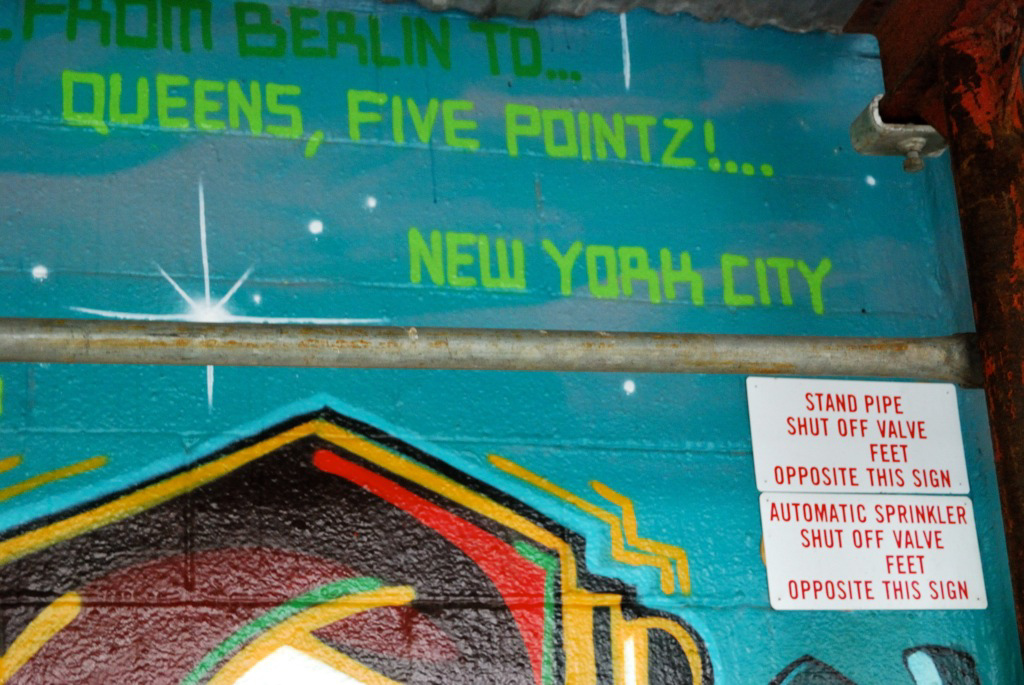 ..FROM BERLIN TO...
QUEENS, FIVE POINTZ!....
NEW YORK CITY
STAND PIPE
SHUT OFF VALVE
FEET
OPPOSITE THIS SIGN
AUTOMATIC SPRINKLER
SHUT OFF VALVE
FEET
OPPOSITE THIS SIGN